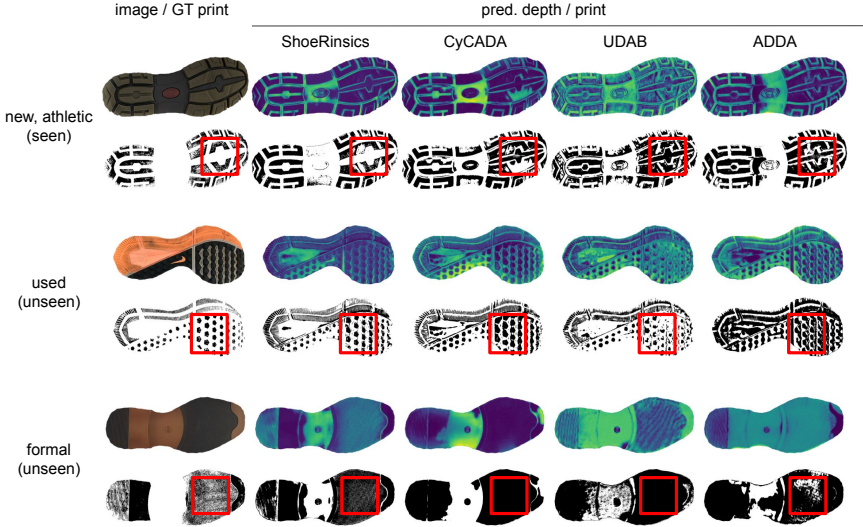 image / GT print
pred. depth / print
ShoeRinsics
CyCADA
UDAB
ADDA
new, athletic
(seen)
used
(unseen)
formal
(unseen)